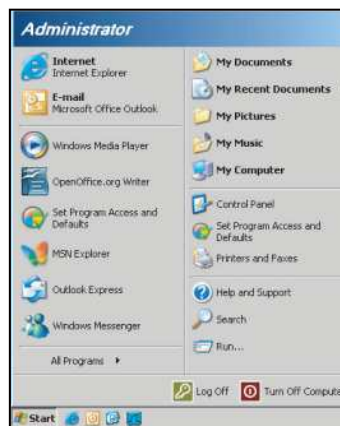 Administrator
Internet
Internet Explorer
E-mail
Microsoft Office Outlook
Windows Media Player
OpenOffice.org Writer
Set Program Access and
Defaults
MSN Explorer
Outlook Express
Windows Messenger
All Programs
My Documents
My Recent Documents
My Pictures
My Music
My Computer
Control Panel
Set Program Access and
Defaults
Printers and Faxes
Help and Support
Search
Run...
Log Off
Turn Off Compute
Start